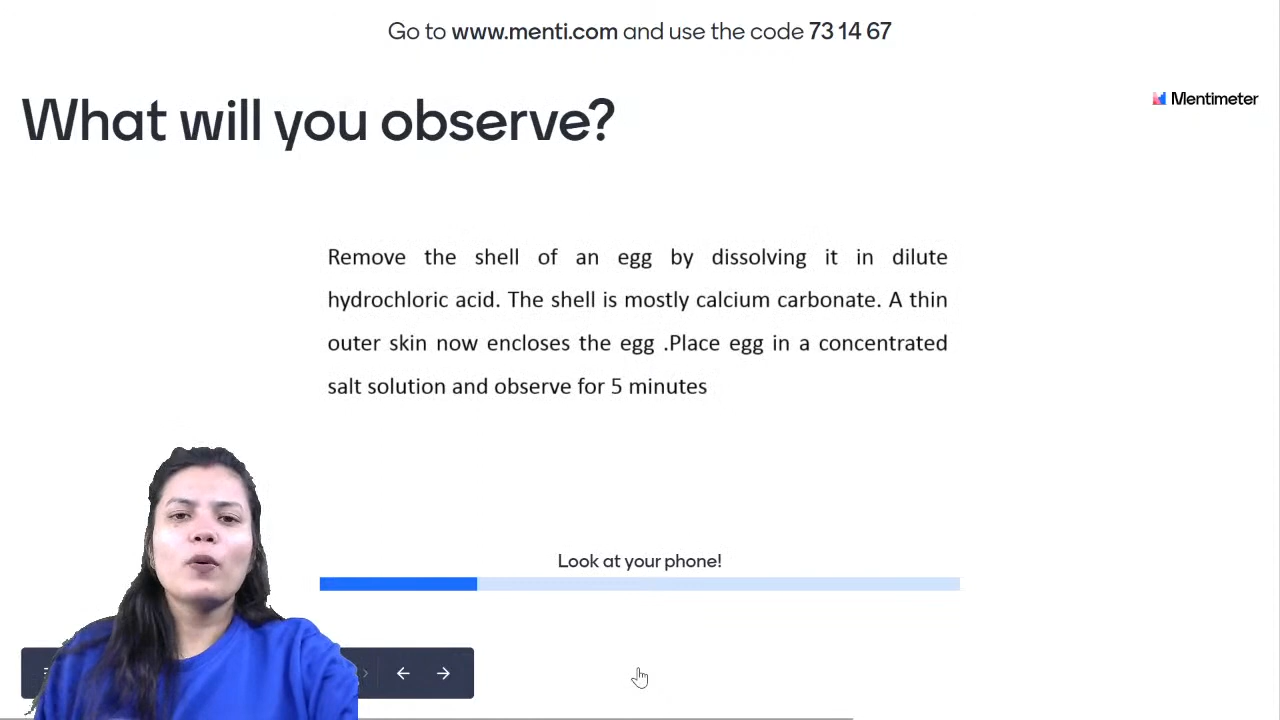 Go to www.menti.com and use the code 73 14 67
Mentimeter
What will you observe?
Remove the shell of an egg by dissolving it in dilute
hydrochloric acid. The shell is mostly calcium carbonate. A thin
outer skin now encloses the egg .Place egg in a concentrated
salt solution and observe for 5 minutes
Look at your phone!